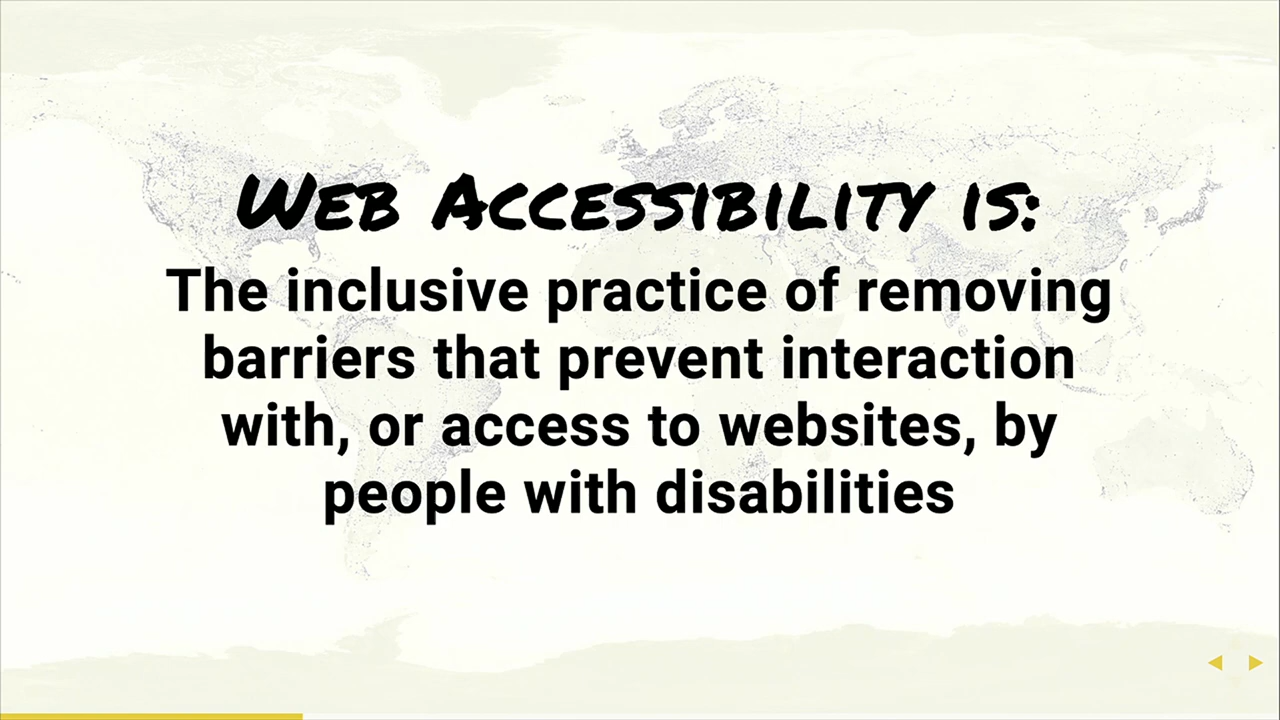 Web Accessibility is:
The inclusive practice of removing
barriers that prevent interaction
with, or access to websites, by
people with disabilities